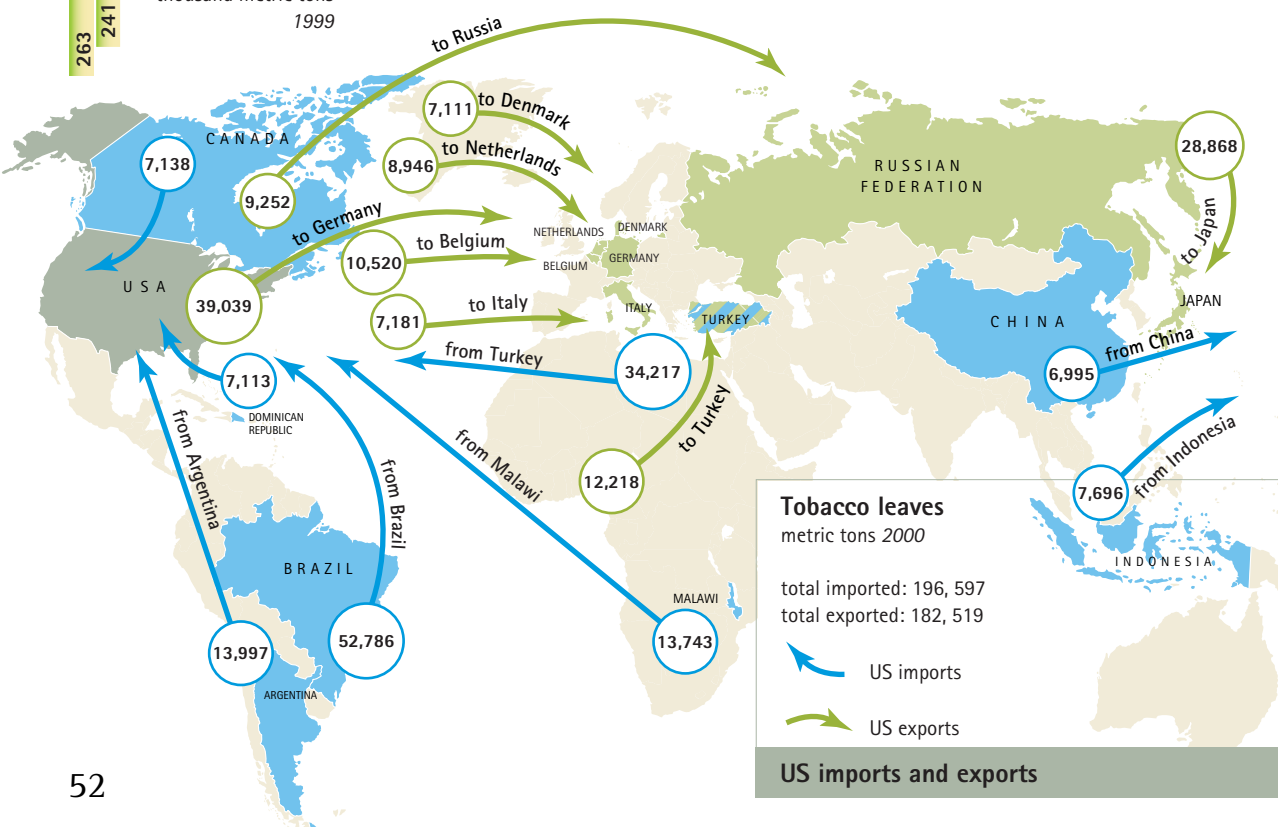 263
241
1999
to Russia
7,111
to Denmark
CANADA
7,138
8,946
to Netherlands
28,868
RUSSIAN
FEDERATION
9,252
to Germany
to Japan
NETHERLANDS
DENMARK
10,520
to Belgium
BELGIUM
GERMANY
USA
39,039
7,181
to Italy
ITALY
TURKEY
JAPAN
CHINA
from China
6,995
from Turkey
34,217
7,113
DOMINICAN
REPUBLIC
from Argentina
from Brazil
from Malawi
to Turkey
12,218
from Indonesia
7,696
INDONESIA
BRAZIL
MALAWI
13,997
52,786
13,743
ARGENTINA
Tobacco leaves
metric tons 2000
total imported: 196, 597
total exported: 182, 519
US imports
US exports
US imports and exports
52